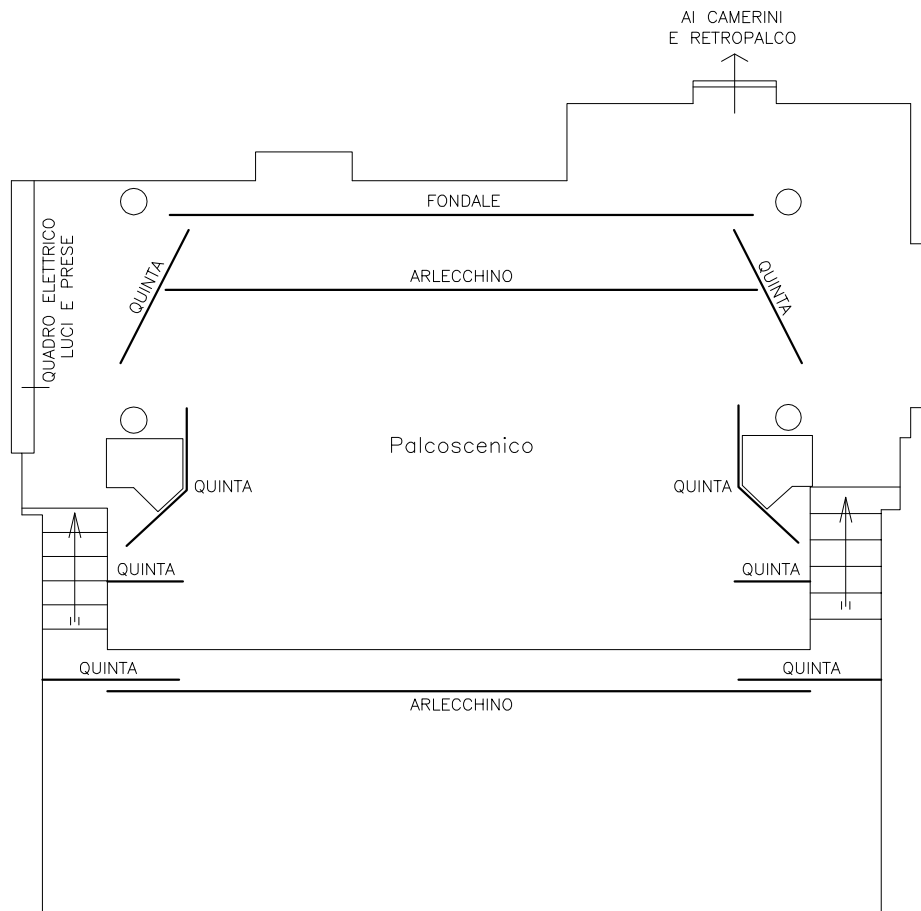 AI CAMERINI
E RETROPALCO
FONDALE
QUADRO ELETTRICO
LUCI E PRESE
QUINTA
ARLECCHINO
QUINTA
Palcoscenico
QUINTA
QUINTA
QUINTA
QUINTA
QUINTA
QUINTA
ARLECCHINO